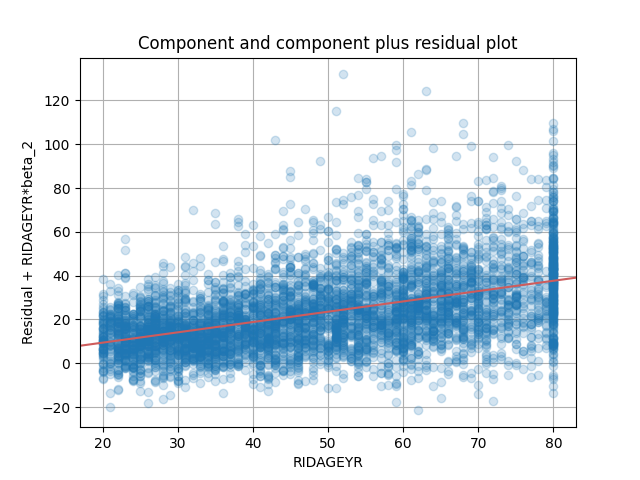 Component and component plus residual plot
Residual + RIDAGEYR*beta_2
120
100
80
60
40
20
0
−20
20 30 40 50 60 70 80
RIDAGEYR